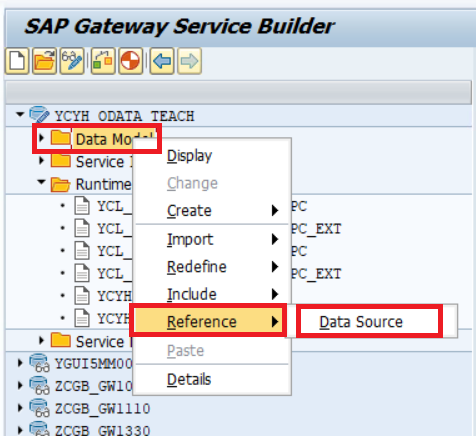 SAP Gateway Service Builder
YCYH_ODATA_TEACH
Data Model
Display
Service I
Change
Runtime
Create
YCL_ PC
Import
YCL_ PC_EXT
YCL_ PC
Redefine
YCL_ PC_EXT
YCYH
Include
YCYH
Reference
Data Source
Service
Paste
YGUI5MM00
Details
ZCGB_GW10
ZCGB_GW1110
ZCGB_GW1330